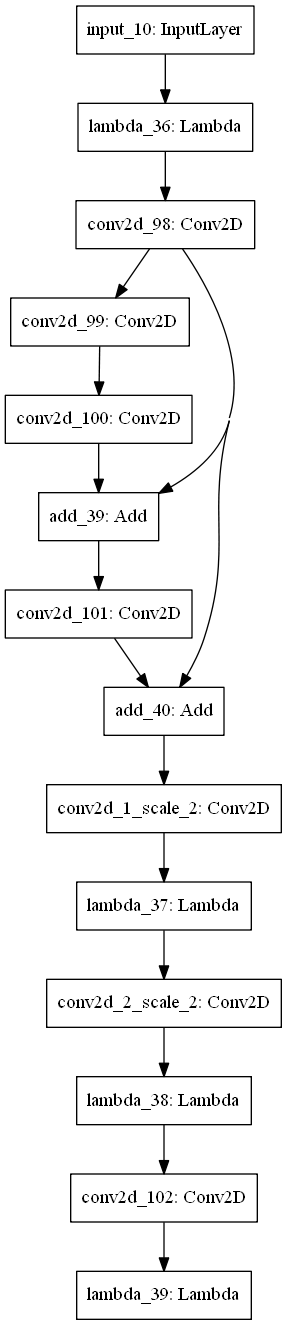 input_10: InputLayer
lambda_36: Lambda
conv2d_98: Conv2D
conv2d_99: Conv2D
conv2d_100: Conv2D
add_39: Add
conv2d_101: Conv2D
add_40: Add
conv2d_1_scale_2: Conv2D
lambda_37: Lambda
conv2d_2_scale_2: Conv2D
lambda_38: Lambda
conv2d_102: Conv2D
lambda_39: Lambda